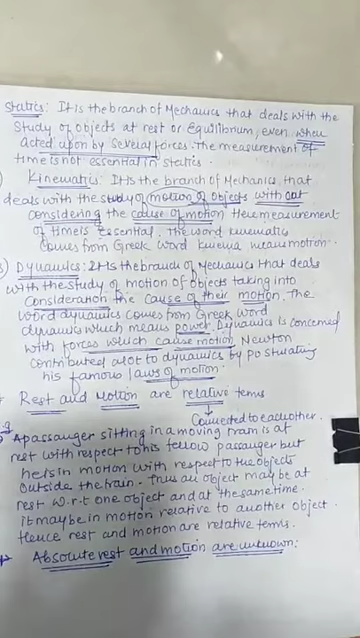 Statics: It is the branch of Mechanics that deals with the
study of objects at rest or Equilibrium, even when
acted upon by Several forces. The measurement of
time is not essential in statics.
Kinematics: It is the branch of Mechanics that
deals with the study of motion of objects with out
considering the cause of motion Here measurement
of time is essential. The word kinematic
comes from Greek word kinema means motion.
) Dynamics: It is the branch of Mechanics that deals
with the study of motion of objects taking into
consideration the cause of their motion. The
word dynamics comes from Greek word
dynamis which means power. Dynamics is concerned
with forces which cause motion Newton
contributed a lot to dynamics by postulating
his famous laws of motion.
Rest and Motion are relative terms
Connected to each other.
A passanger sitting in a moving train is at
rest with respect to his fellow passanger but
he is in motion with respect to the objects
outside the train. Thus an object may be at
rest w.r.t one object and at the same time.
it may be in motion relative to another object.
Hence rest and motion are relative terms.
Absolute rest and motion are unknown: